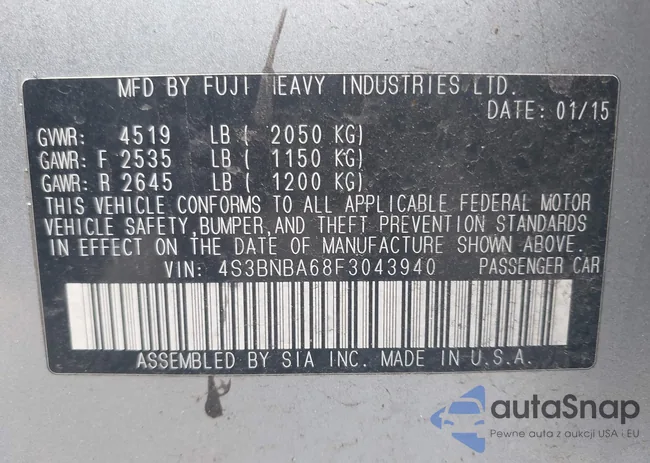 MFD BY FUJI HEAVY INDUSTRIES LTD.
DATE: 01/15
GVWR: 4519 LB ( 2050 KG)
GAWR: F 2535 LB ( 1150 KG)
GAWR: R 2645 LB ( 1200 KG)
THIS VEHICLE CONFORMS TO ALL APPLICABLE FEDERAL MOTOR
VEHICLE SAFETY,BUMPER,AND THEFT PREVENTION STANDARDS
IN EFFECT ON THE DATE OF MANUFACTURE SHOWN ABOVE.
VIN: 4S3BNBA68F3043940 PASSENGER CAR
ASSEMBLED BY SIA INC. MADE IN U.S.A.
autaSnap
Pewne auta z aukcji USA i EU